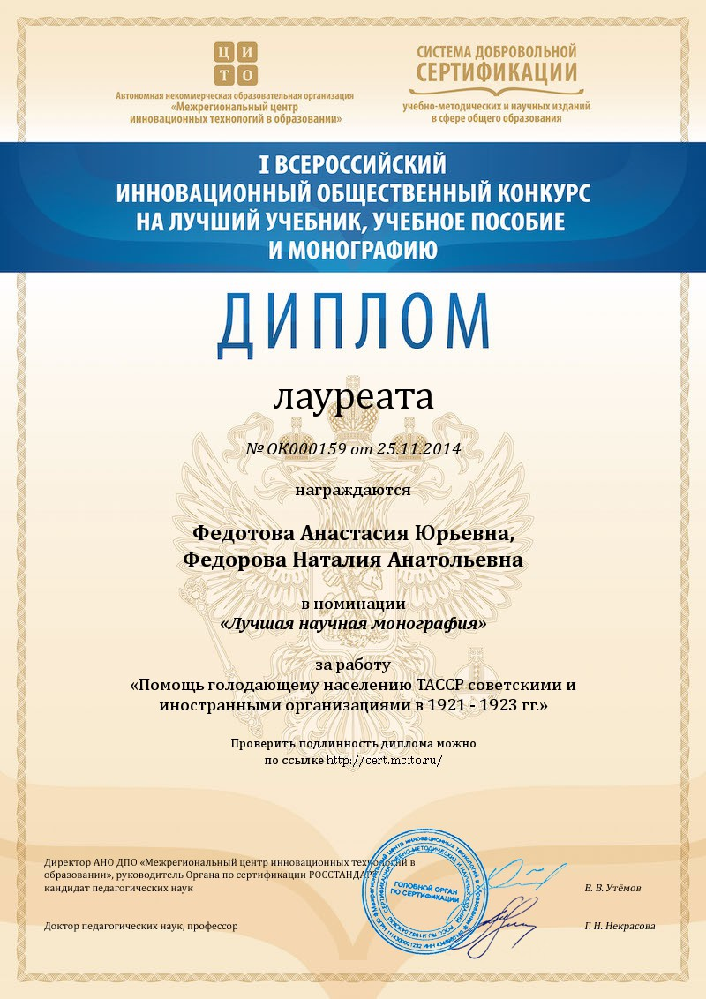 ЦИ
ТО
Автономная некоммерческая образовательная организация
«Межрегиональный центр
инновационных технологий в образовании»
СИСТЕМА ДОБРОВОЛЬНОЙ
СЕРТИФИКАЦИИ
учебно-методических и научных изданий
в сфере общего образования
I ВСЕРОССИЙСКИЙ
ИННОВАЦИОННЫЙ ОБЩЕСТВЕННЫЙ КОНКУРС
НА ЛУЧШИЙ УЧЕБНИК, УЧЕБНОЕ ПОСОБИЕ
И МОНОГРАФИЮ
ДИПЛОМ
лауреата
№ ОК000159 от 25.11.2014
награждаются
Федотова Анастасия Юрьевна,
Федорова Наталия Анатольевна
в номинации
«Лучшая научная монография»
за работу
«Помощь голодающему населению ТАССР советскими и
иностранными организациями в 1921 - 1923 гг.»
Проверить подлинность диплома можно
по ссылке http://cert.mcito.ru/
Директор АНО ДПО «Межрегиональный центр инновационных технологий в
образовании», руководитель Органа по сертификации РОССТАНДАРТ,
кандидат педагогических наук
В. В. Утёмов
Доктор педагогических наук, профессор
Г. Н. Некрасова
ГОЛОВНОЙ ОРГАН
ПО СЕРТИФИКАЦИИ